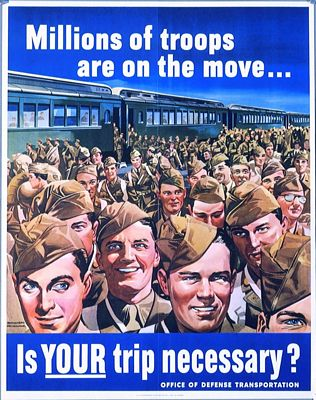 Millions of troops
are on the move...
Is YOUR trip necessary?
OFFICE OF DEFENSE TRANSPORTATION